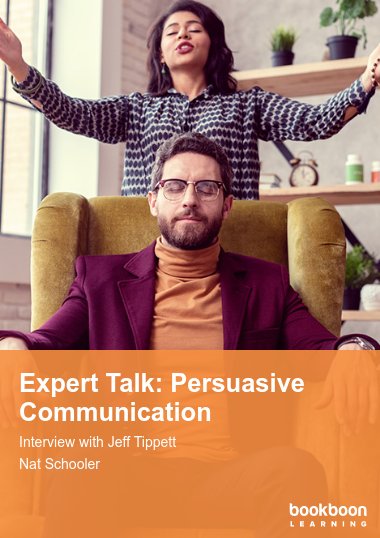 Expert Talk: Persuasive
Communication
Interview with Jeff Tippett
Nat Schooler
bookboon
LEARNING